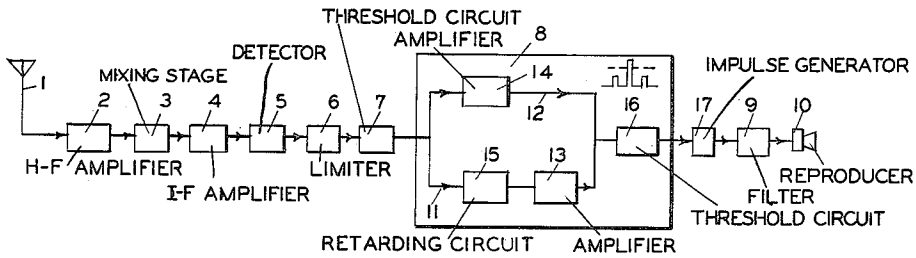 THRESHOLD CIRCUIT
AMPLIFIER
8
DETECTOR
IMPULSE GENERATOR
1
MIXING STAGE
2
3
4
5
6
7
14
12
16
17
9
10
H-F AMPLIFIER
I-F AMPLIFIER
LIMITER
15
13
11
REPRODUCER
FILTER
THRESHOLD CIRCUIT
RETARDING CIRCUIT
AMPLIFIER